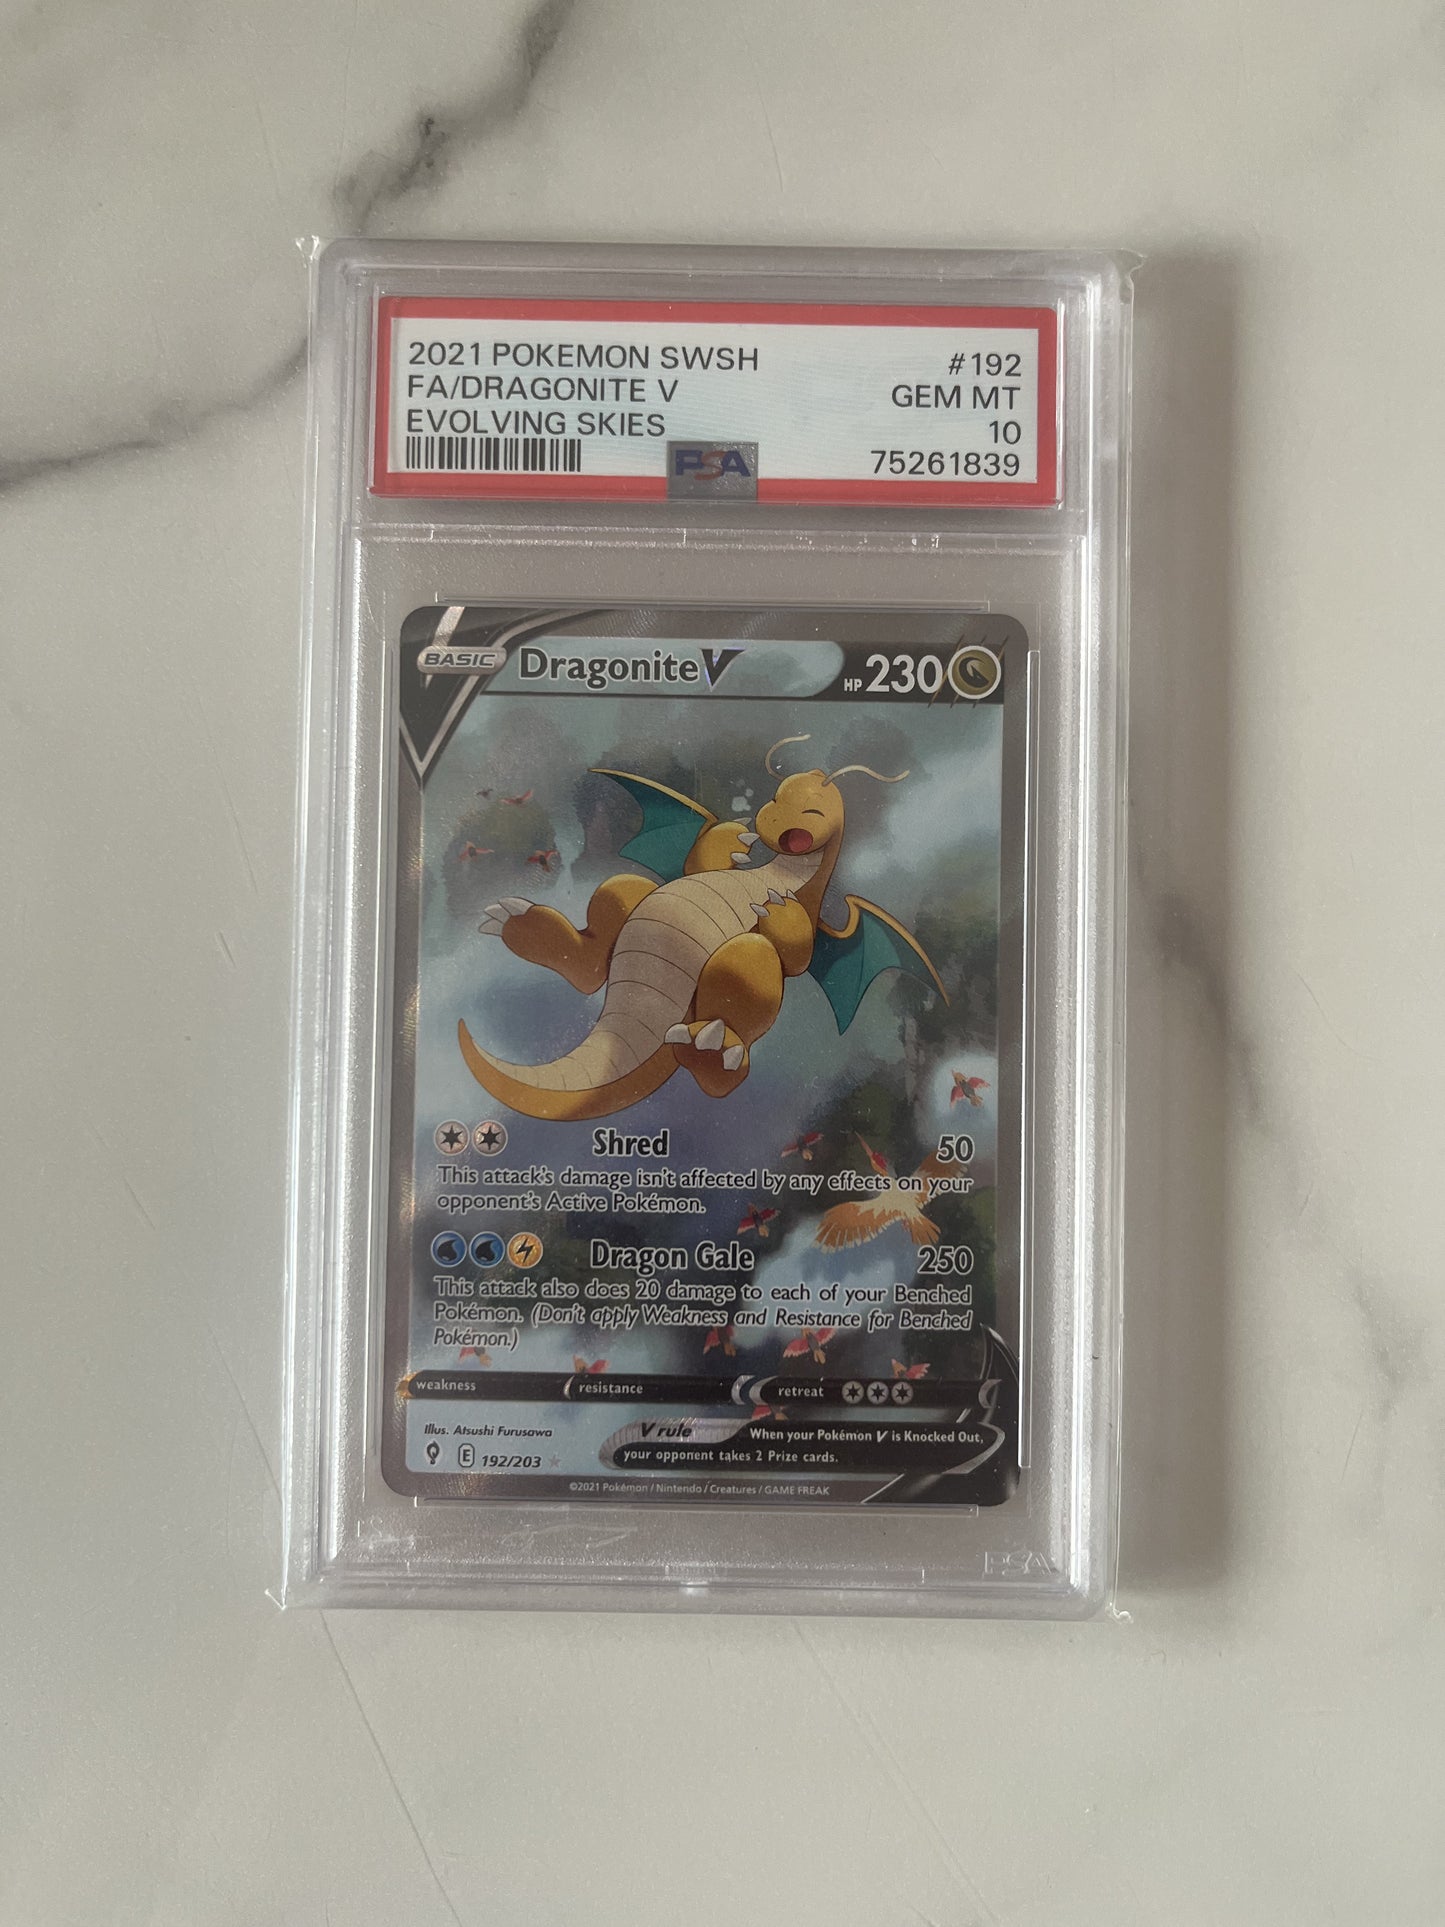 2021 POKEMON SWSH #192
FA/DRAGONITE V GEM MT
EVOLVING SKIES 10
PSA 75261839
BASIC Dragonite V HP 230
Shred 50
This attack's damage isn't affected by any effects on your
opponent's Active Pokémon.
Dragon Gale 250
This attack also does 20 damage to each of your Benched
Pokémon. (Don't apply Weakness and Resistance for Benched
Pokémon.)
weakness resistance retreat
Illus. Atsushi Furusawa
V rule When your Pokémon V is Knocked Out,
your opponent takes 2 Prize cards.
E 192/203
©2021 Pokémon / Nintendo / Creatures / GAME FREAK
PSA